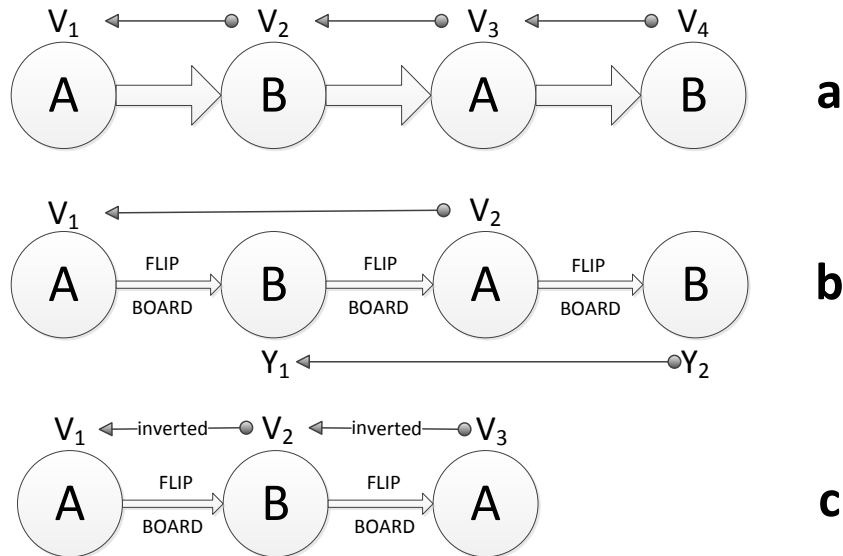 V1 V2 V3 V4
A B A B a
V1 V2
FLIP FLIP FLIP
A B A B b
BOARD BOARD BOARD
Y1 Y2
V1 inverted V2 inverted V3
FLIP FLIP
A B A c
BOARD BOARD